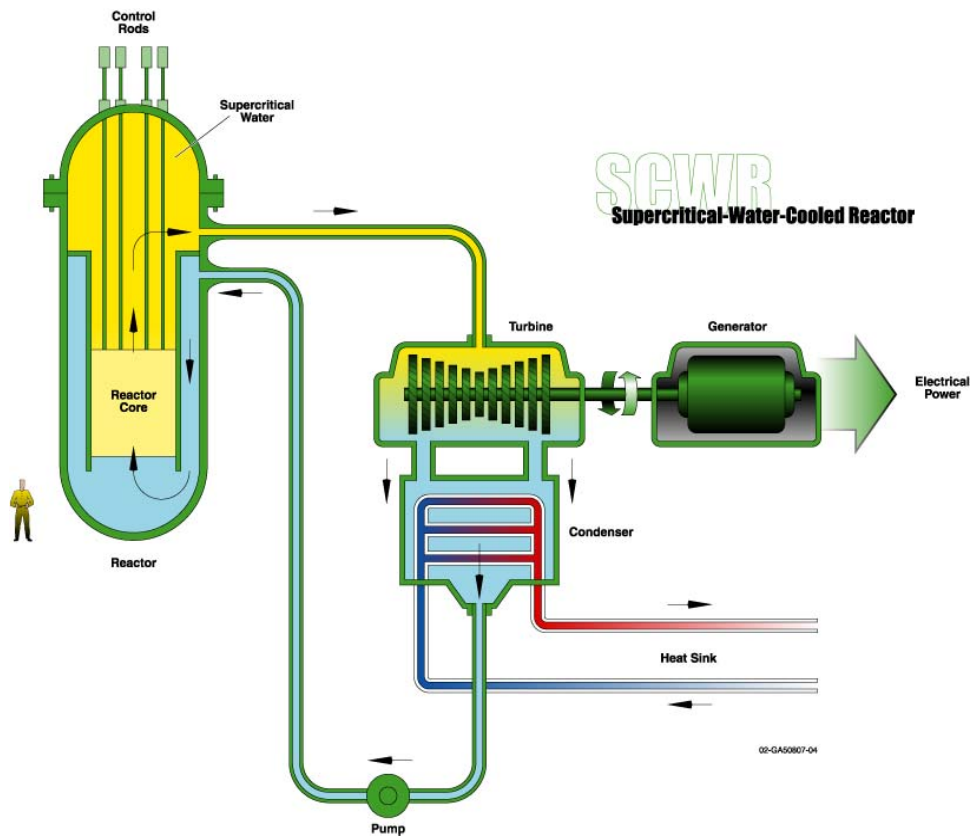 Control
Rods
Supercritical
Water
SCWR
Supercritical-Water-Cooled Reactor
Turbine
Generator
Electrical
Power
Reactor
Core
Condenser
Reactor
Heat Sink
02-GA50807-04
Pump